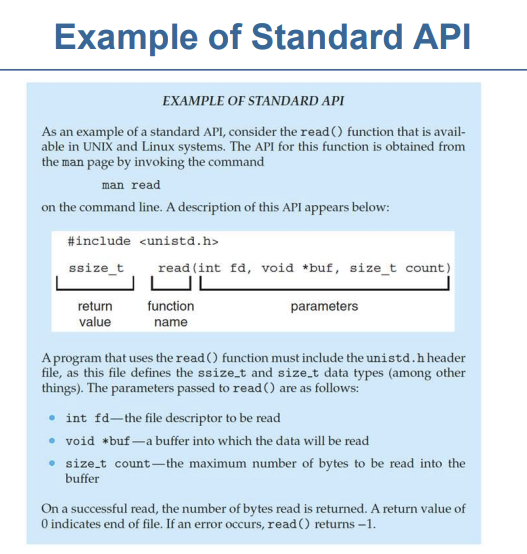 Example of Standard API
EXAMPLE OF STANDARD API
As an example of a standard API, consider the read() function that is avail-
able in UNIX and Linux systems. The API for this function is obtained from
the man page by invoking the command
man read
on the command line. A description of this API appears below:
#include <unistd.h>
ssize_t read(int fd, void *buf, size_t count)
return function parameters
value name
A program that uses the read() function must include the unistd.h header
file, as this file defines the ssize_t and size_t data types (among other
things). The parameters passed to read() are as follows:
• int fd—the file descriptor to be read
• void *buf—a buffer into which the data will be read
• size_t count—the maximum number of bytes to be read into the
buffer
On a successful read, the number of bytes read is returned. A return value of
0 indicates end of file. If an error occurs, read() returns −1.